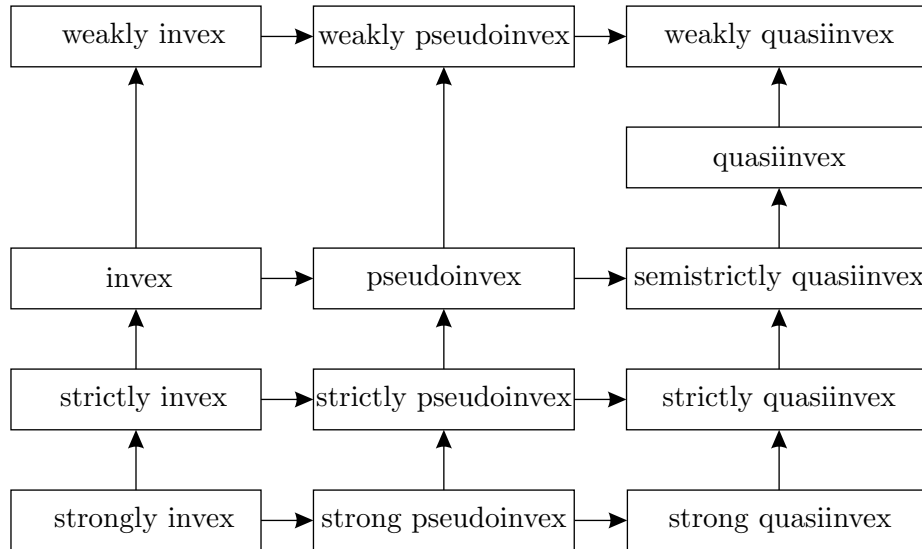 weakly invex
weakly pseudoinvex
weakly quasiinvex
quasiinvex
invex
pseudoinvex
semistrictly quasiinvex
strictly invex
strictly pseudoinvex
strictly quasiinvex
strongly invex
strong pseudoinvex
strong quasiinvex